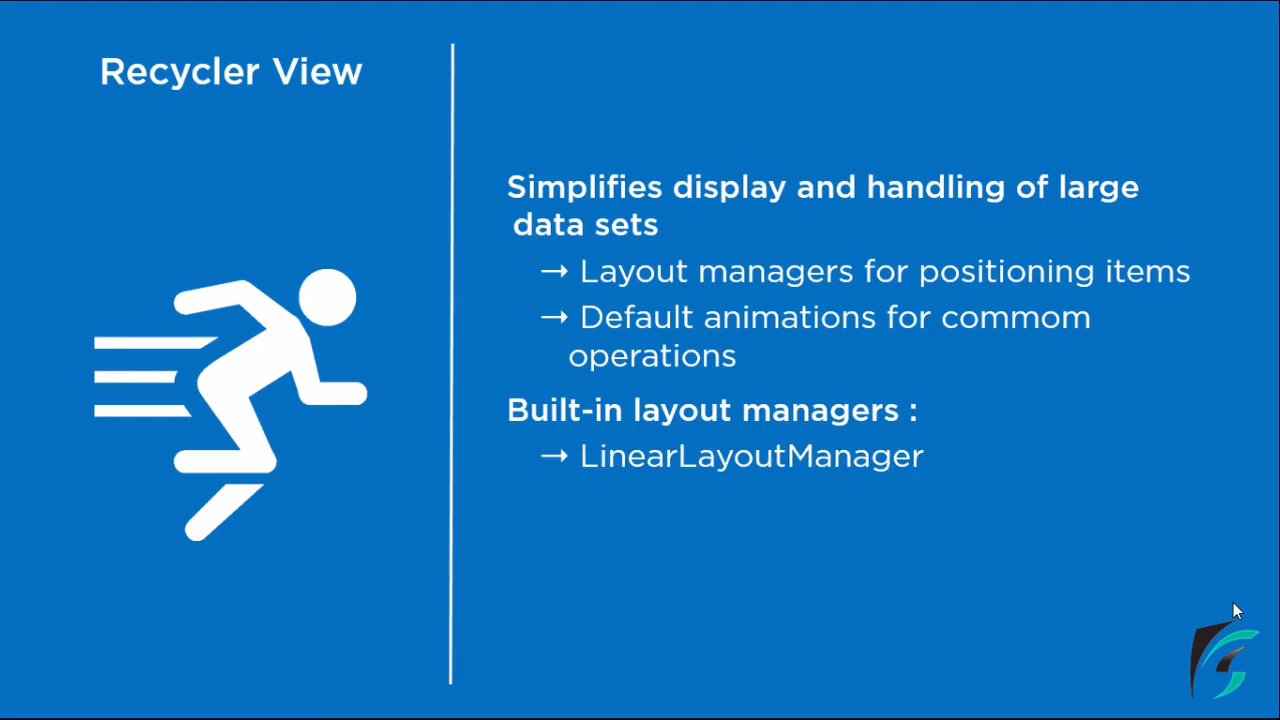 Recycler View
Simplifies display and handling of large
data sets
→ Layout managers for positioning items
→ Default animations for commom
operations
Built-in layout managers :
→ LinearLayoutManager